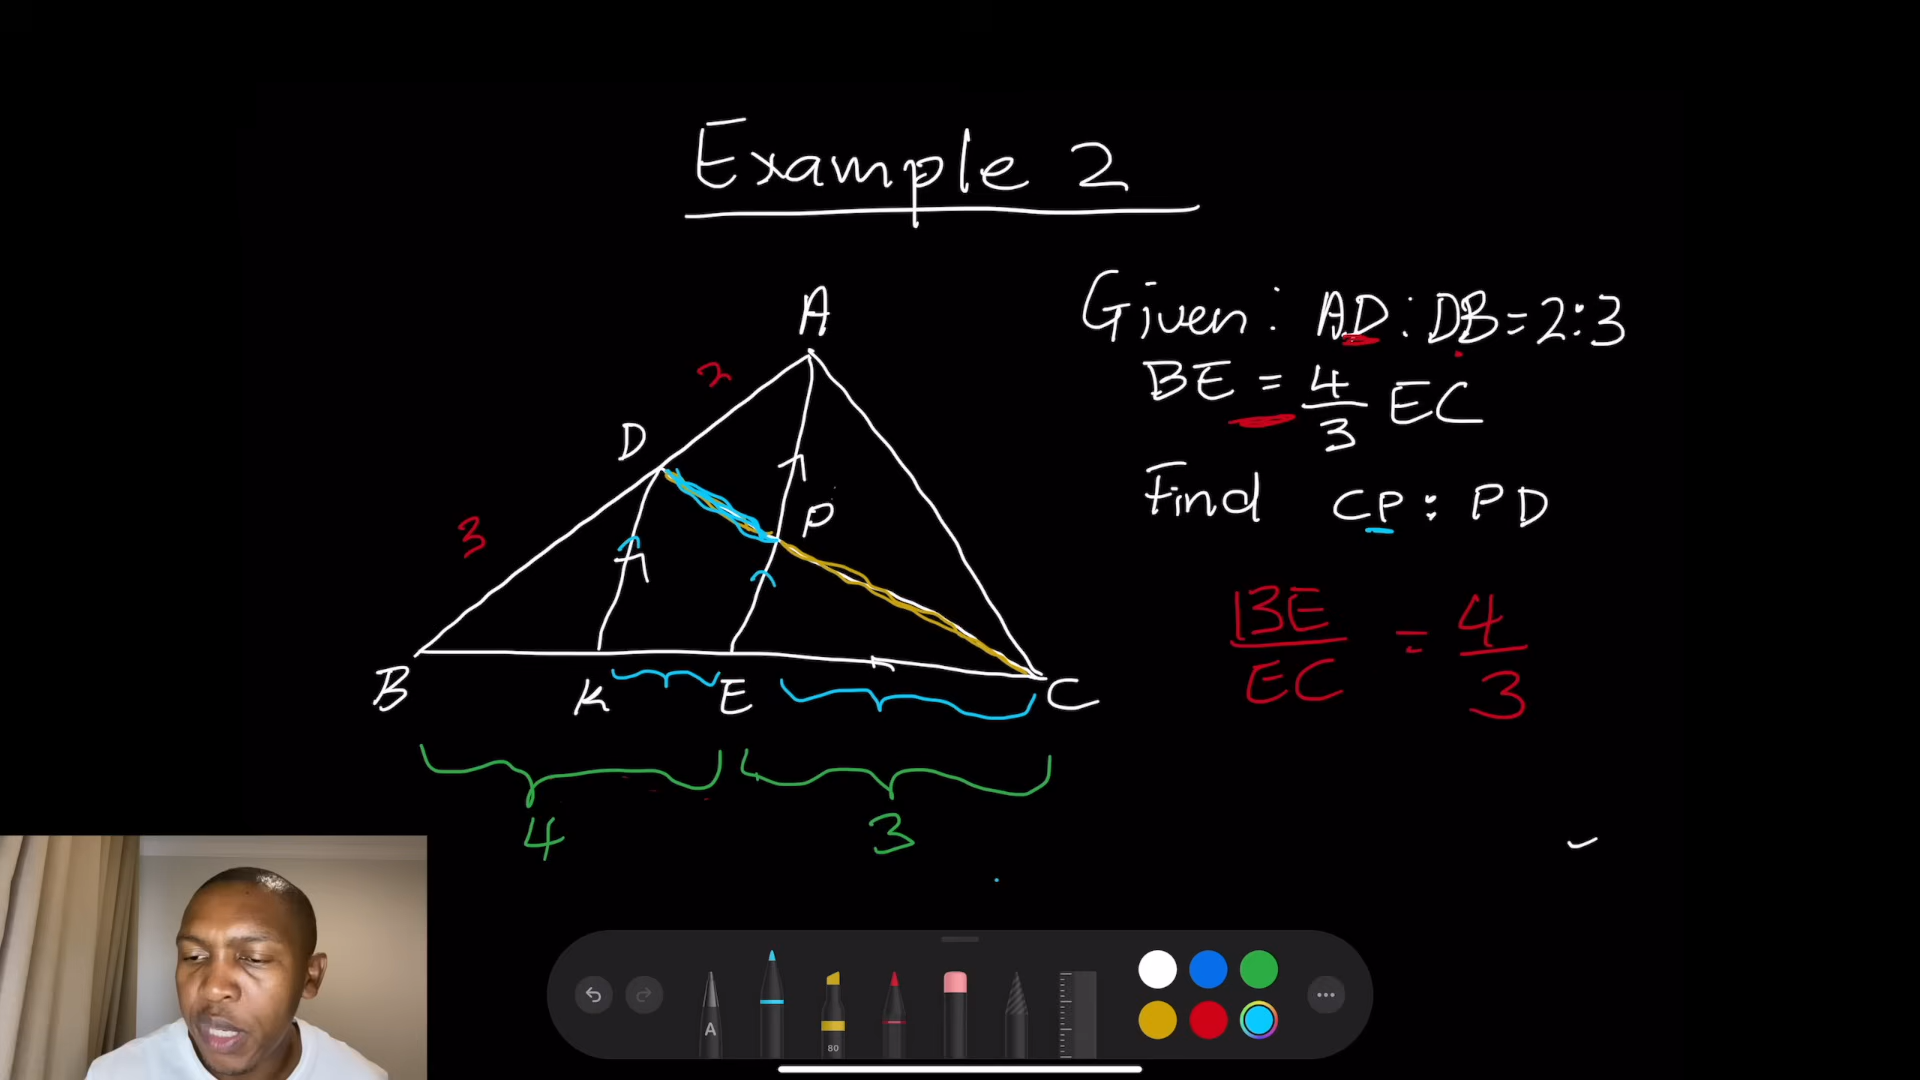 Example 2
Given: AD:DB=2:3
BE = 4/3 EC
Find CP : PD
BE/EC = 4/3
A
2
D
P
3
B
K
E
C
4
3
A
80